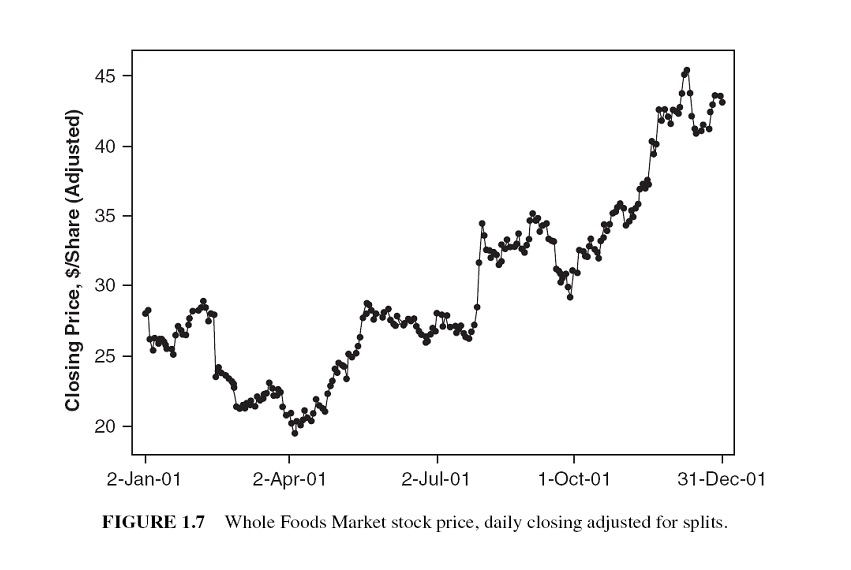 Closing Price, $/Share (Adjusted)
45
40
35
30
25
20
2-Jan-01 2-Apr-01 2-Jul-01 1-Oct-01 31-Dec-01
FIGURE 1.7 Whole Foods Market stock price, daily closing adjusted for splits.